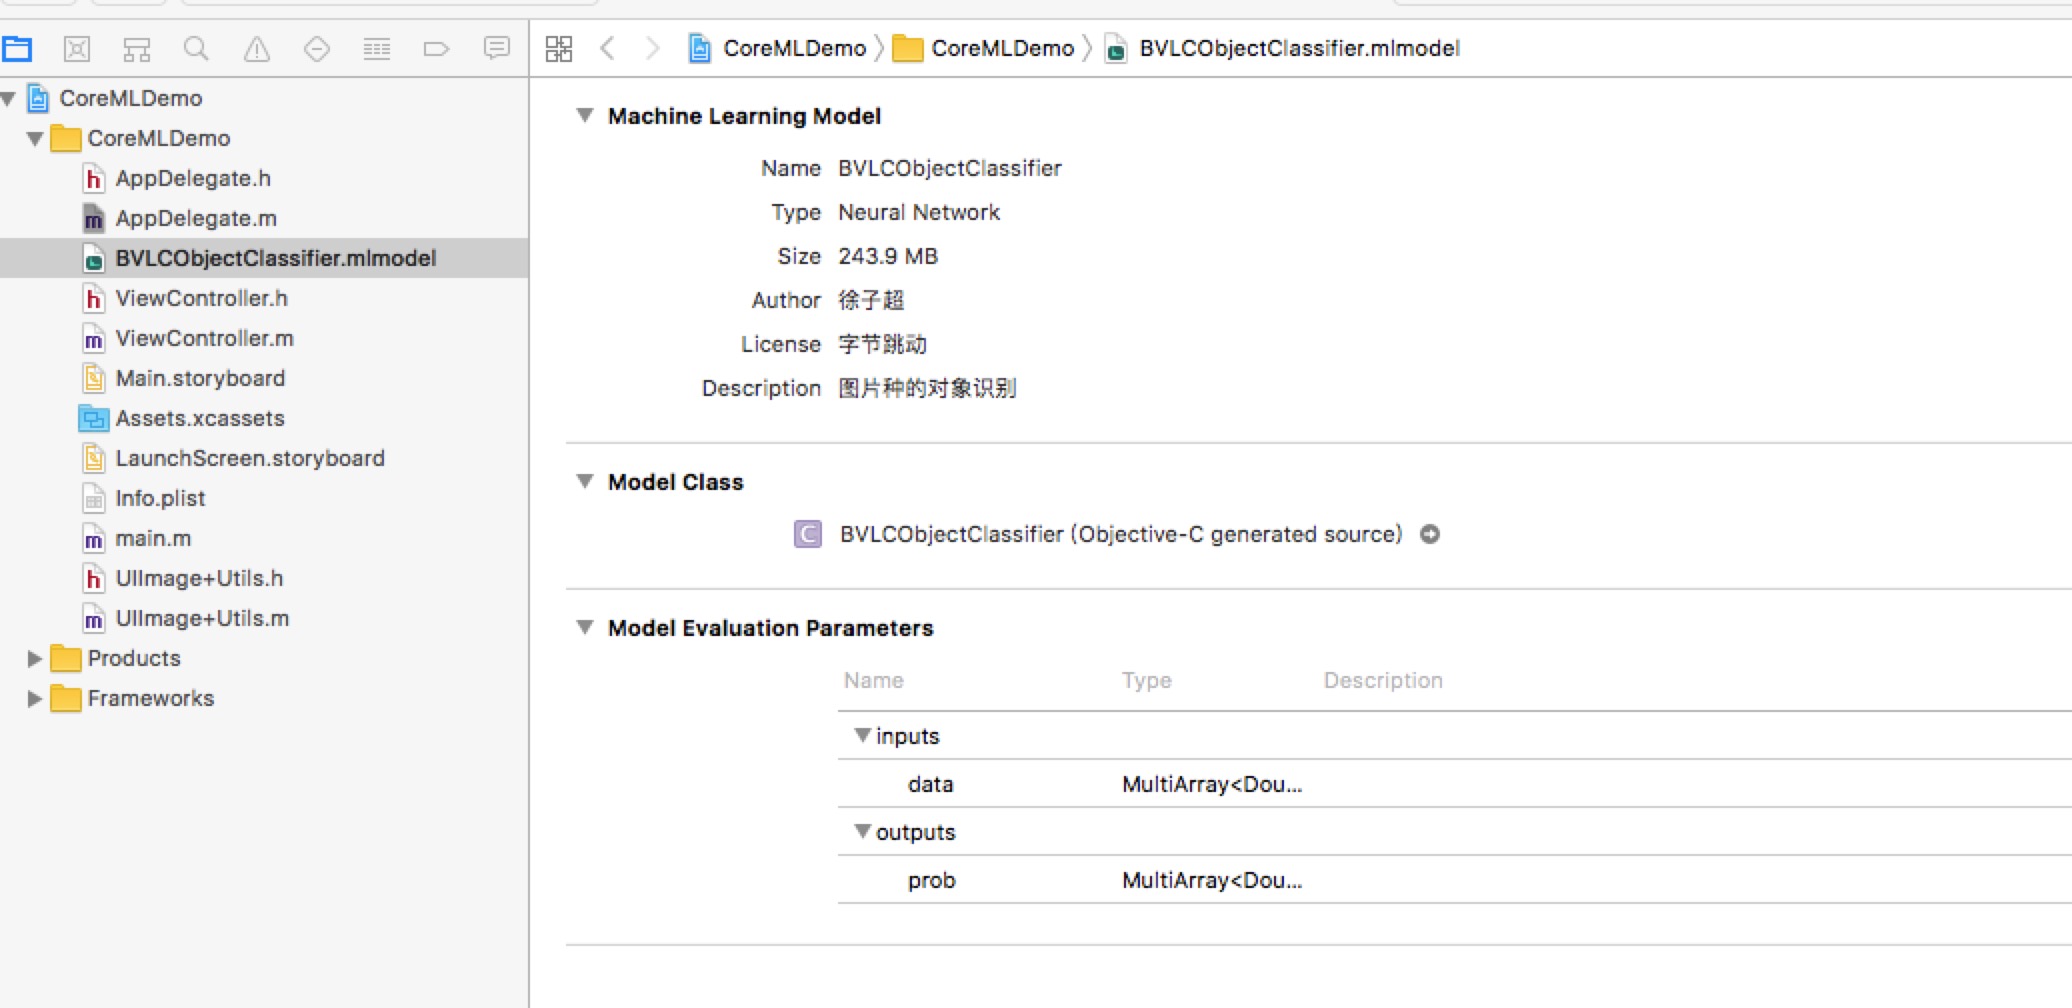 CoreMLDemo
CoreMLDemo
AppDelegate.h
AppDelegate.m
BVLCObjectClassifier.mlmodel
ViewController.h
ViewController.m
Main.storyboard
Assets.xcassets
LaunchScreen.storyboard
Info.plist
main.m
UIImage+Utils.h
UIImage+Utils.m
Products
Frameworks
CoreMLDemo CoreMLDemo BVLCObjectClassifier.mlmodel
Machine Learning Model
Name BVLCObjectClassifier
Type Neural Network
Size 243.9 MB
Author 徐子超
License 字节跳动
Description 图片种的对象识别
Model Class
C BVLCObjectClassifier (Objective-C generated source)
Model Evaluation Parameters
Name Type Description
inputs
data MultiArray<Dou...
outputs
prob MultiArray<Dou...